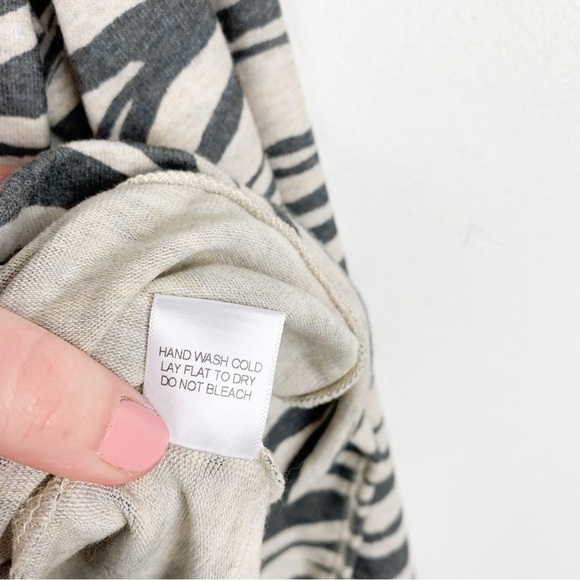 HAND WASH COLD
LAY FLAT TO DRY
DO NOT BLEACH